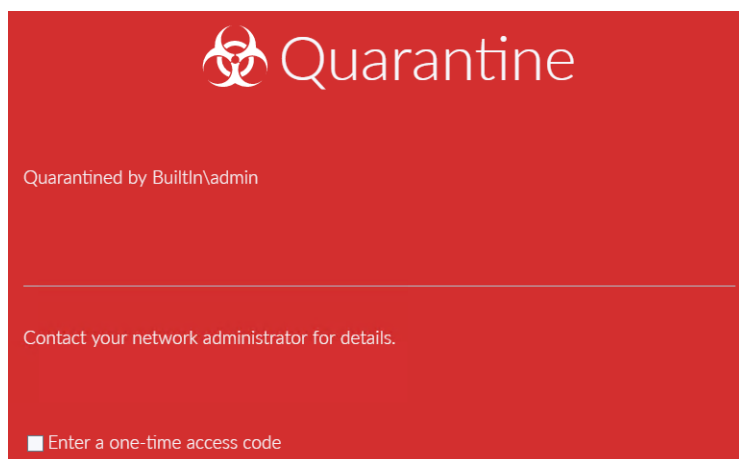 Quarantine
Quarantined by BuiltIn\admin
Contact your network administrator for details.
Enter a one-time access code